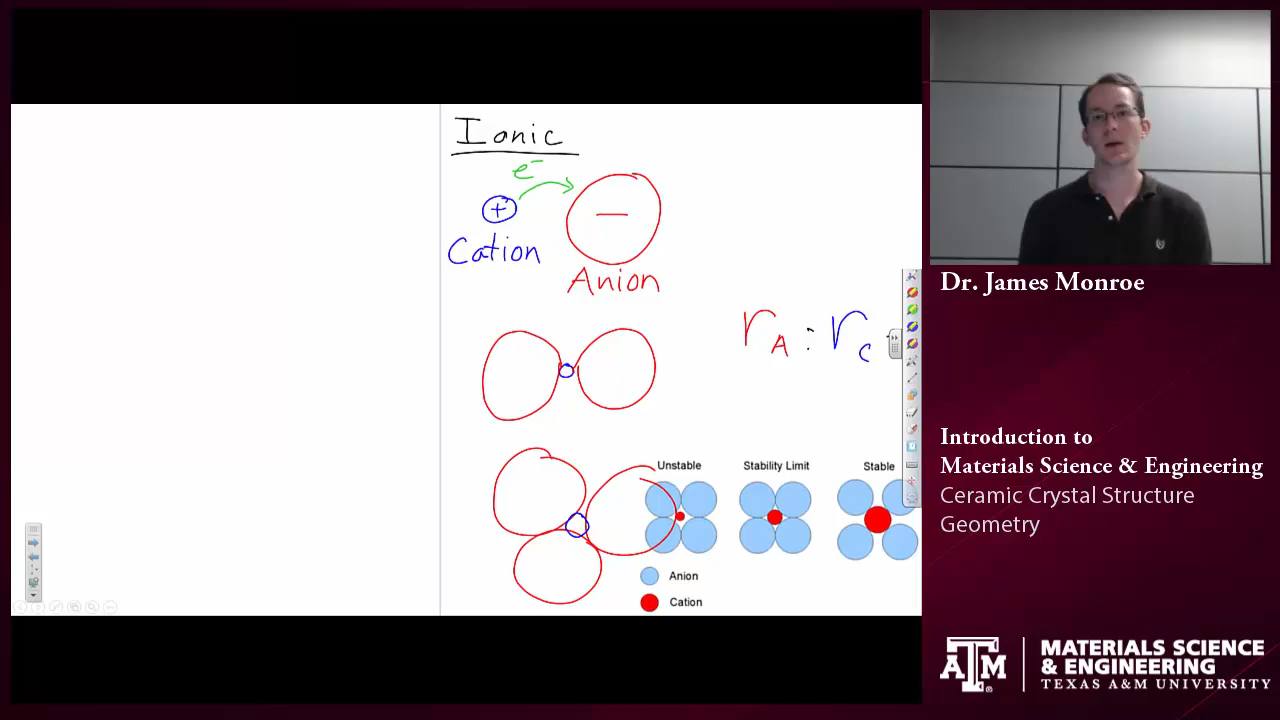 Ionic
e⁻
+
−
Cation
Anion
r_A : r_C
Unstable
Stability Limit
Stable
Anion
Cation
Dr. James Monroe
Introduction to
Materials Science & Engineering
Ceramic Crystal Structure
Geometry
ATM
MATERIALS SCIENCE
& ENGINEERING
TEXAS A&M UNIVERSITY